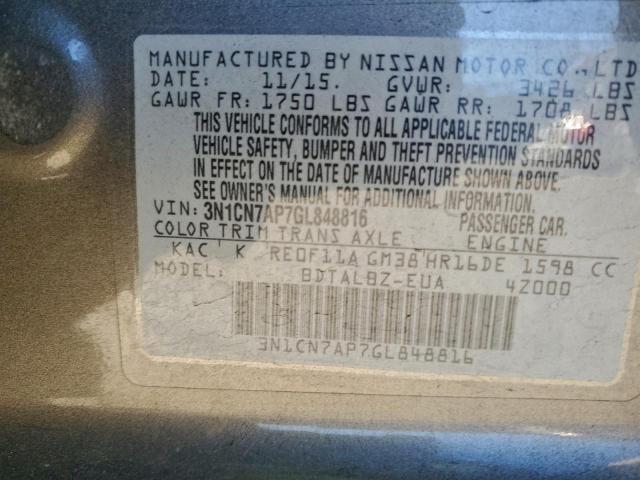 MANUFACTURED BY NISSAN MOTOR CO., LTD
DATE: 11/15. GVWR: 3426 LBS
GAWR FR: 1750 LBS GAWR RR: 1708 LBS
THIS VEHICLE CONFORMS TO ALL APPLICABLE FEDERAL MOTOR
VEHICLE SAFETY, BUMPER AND THEFT PREVENTION STANDARDS
IN EFFECT ON THE DATE OF MANUFACTURE SHOWN ABOVE.
SEE OWNER'S MANUAL FOR ADDITIONAL INFORMATION.
VIN: 3N1CN7AP7GL848816 PASSENGER CAR.
COLOR TRIM TRANS AXLE ENGINE
KAC K RE0F11A GM38 HR16DE 1598 CC
MODEL: BDTALBZ-EUA 4Z000
3N1CN7AP7GL848816